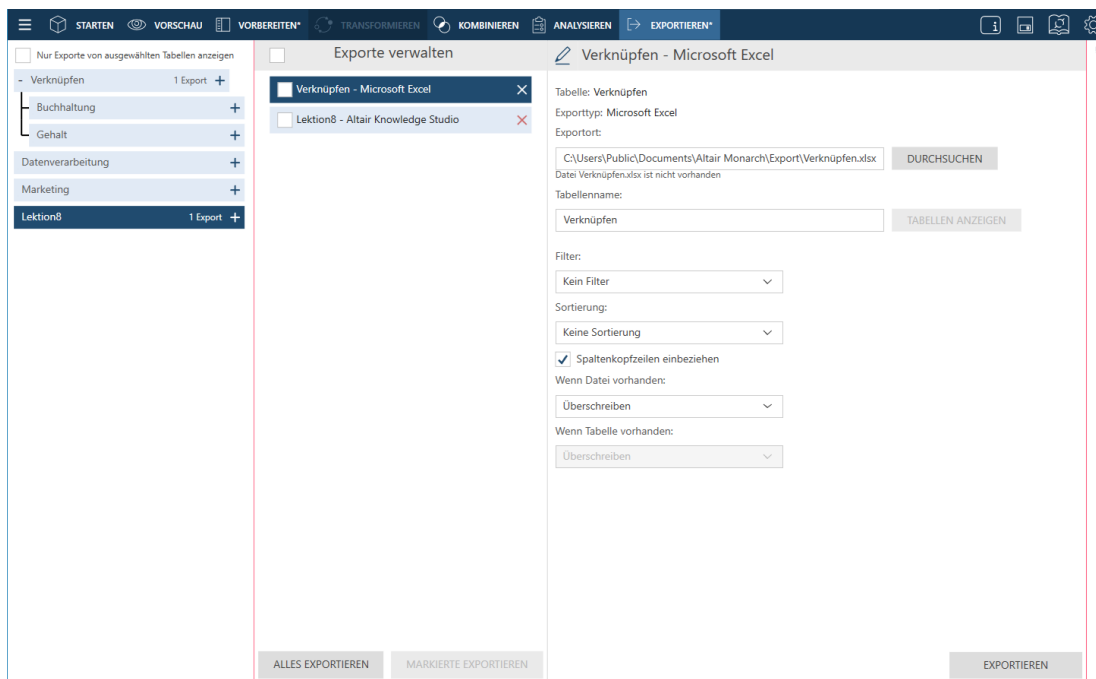 STARTEN VORSCHAU VORBEREITEN* TRANSFORMIEREN KOMBINIEREN ANALYSIEREN EXPORTIEREN*
Nur Exporte von ausgewählten Tabellen anzeigen
- Verknüpfen 1 Export +
Buchhaltung +
Gehalt +
Datenverarbeitung +
Marketing +
Lektion8 1 Export +
Exporte verwalten
Verknüpfen - Microsoft Excel
Lektion8 - Altair Knowledge Studio
ALLES EXPORTIEREN MARKIERTE EXPORTIEREN
Verknüpfen - Microsoft Excel
Tabelle: Verknüpfen
Exporttyp: Microsoft Excel
Exportort:
C:\Users\Public\Documents\Altair Monarch\Export\Verknüpfen.xlsx DURCHSUCHEN
Datei Verknüpfen.xlsx ist nicht vorhanden
Tabellenname:
Verknüpfen TABELLEN ANZEIGEN
Filter:
Kein Filter
Sortierung:
Keine Sortierung
Spaltenkopfzeilen einbeziehen
Wenn Datei vorhanden:
Überschreiben
Wenn Tabelle vorhanden:
Überschreiben
EXPORTIEREN